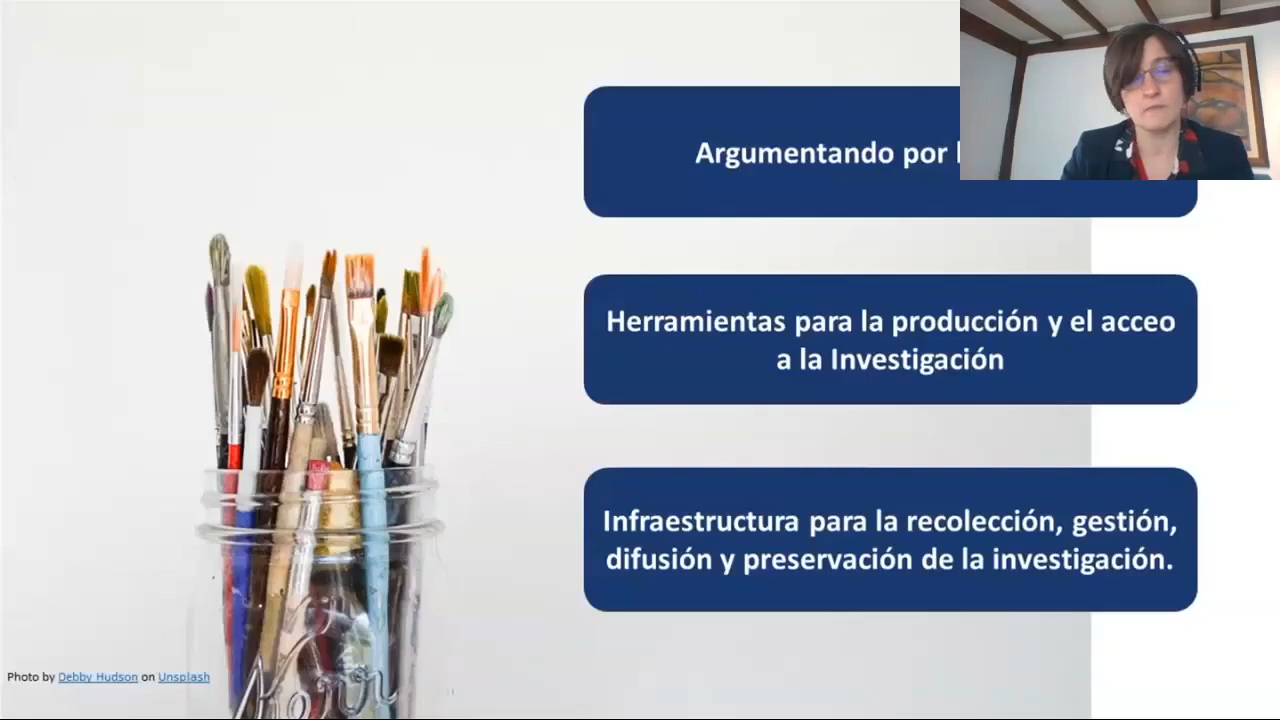 Argumentando por
Herramientas para la producción y el acceo
a la Investigación
Infraestructura para la recolección, gestión,
difusión y preservación de la investigación.
Photo by Debby Hudson on Unsplash